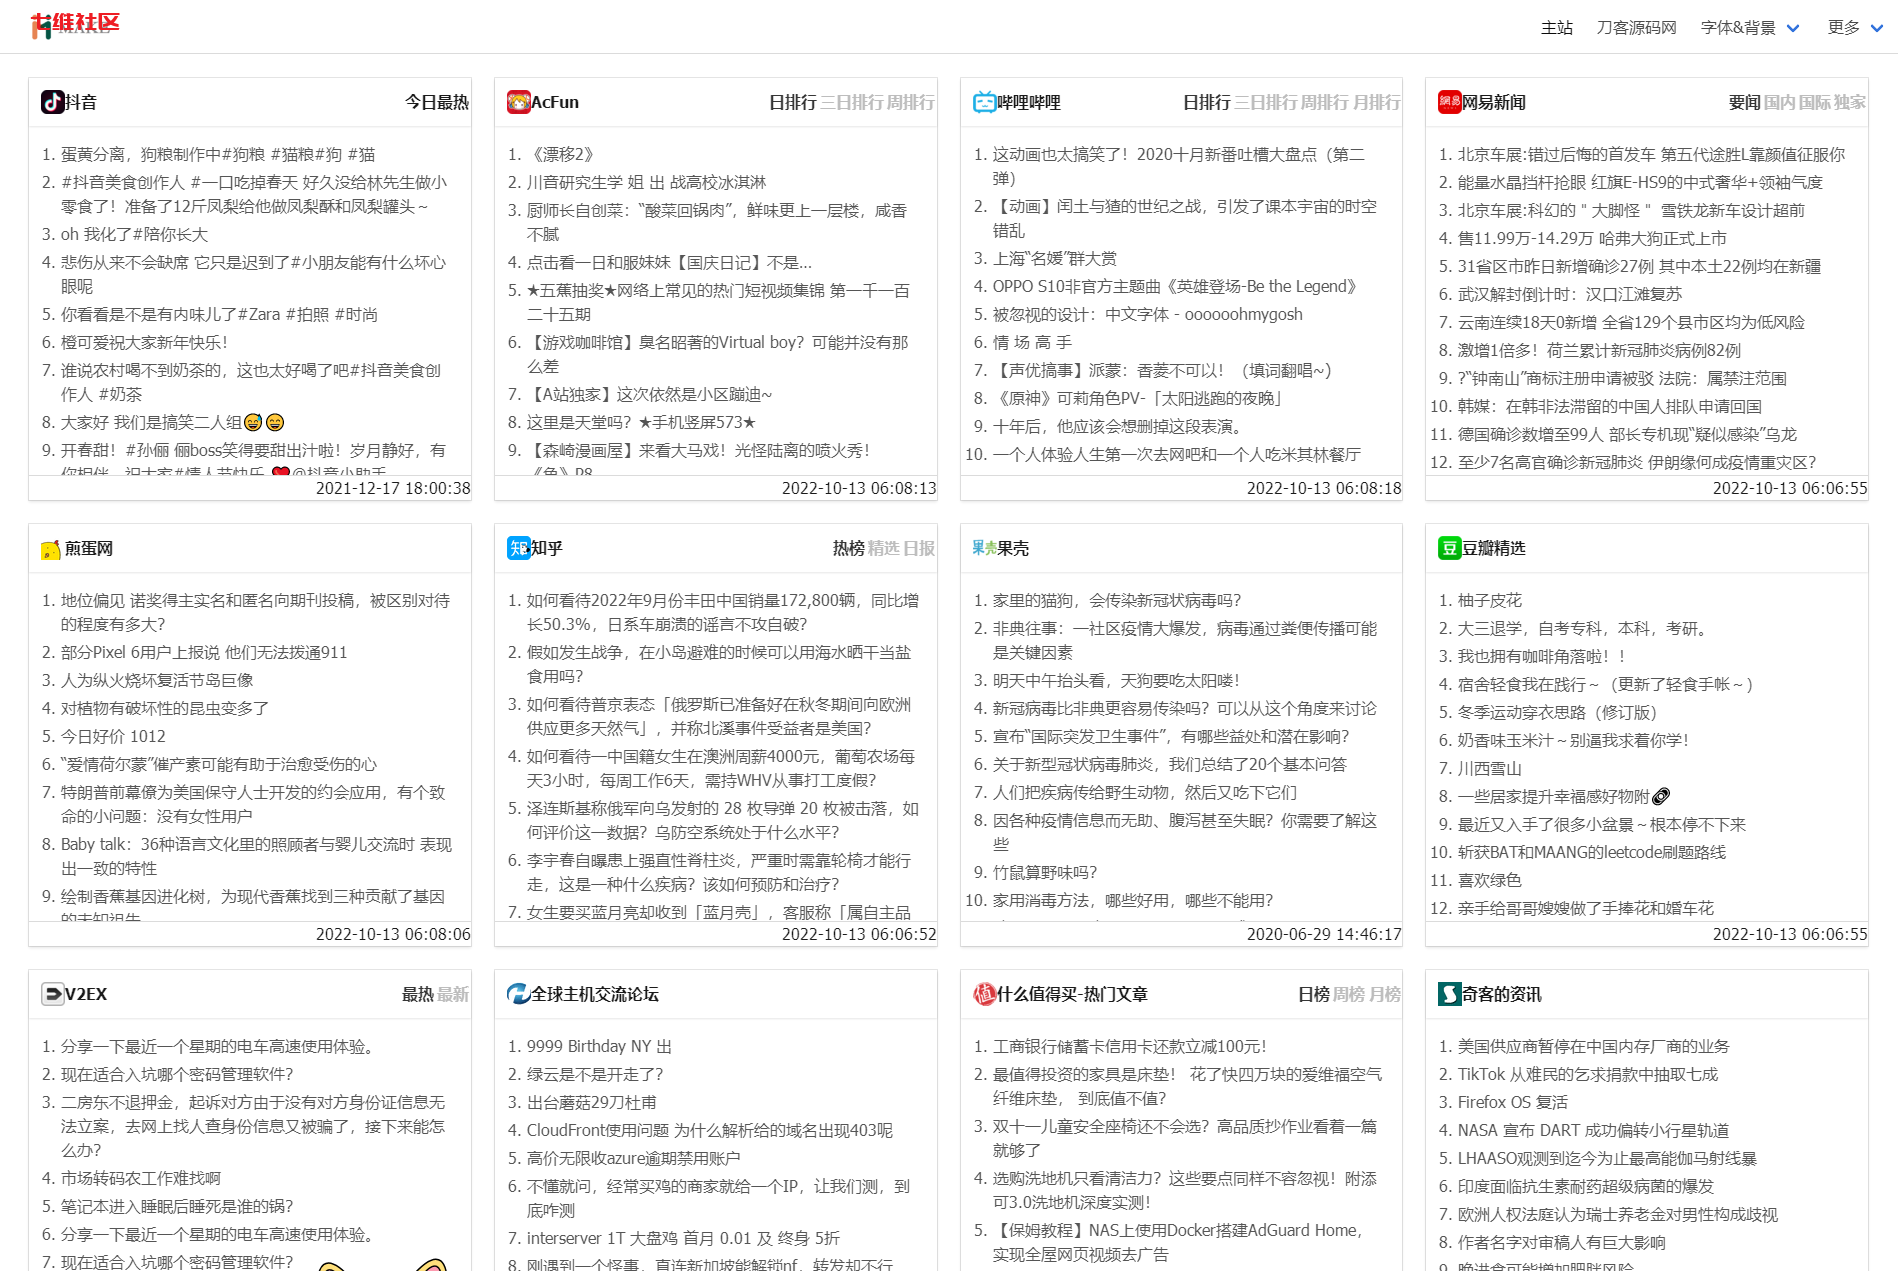 七维社区
主站 刀客源码网 字体&背景 更多
抖音 今日最热
1. 蛋黄分离，狗粮制作中#狗粮 #猫粮#狗 #猫
2. #抖音美食创作人 #一口吃掉春天 好久没给林先生做小
零食了！准备了12斤凤梨给他做凤梨酥和凤梨罐头～
3. oh 我化了#陪你长大
4. 悲伤从来不会缺席 它只是迟到了#小朋友能有什么坏心
眼呢
5. 你看看是不是有内味儿了#Zara #拍照 #时尚
6. 橙可爱祝大家新年快乐！
7. 谁说农村喝不到奶茶的，这也太好喝了吧#抖音美食创
作人 #奶茶
8. 大家好 我们是搞笑二人组😅😄
9. 开春甜！#孙俪 俪boss笑得要甜出汁啦！岁月静好，有
你相伴，祝大家#情人节快乐 ❤@抖音小助手
2021-12-17 18:00:38
AcFun 日排行 三日排行 周排行
1. 《漂移2》
2. 川音研究生学 姐 出 战高校冰淇淋
3. 厨师长自创菜：“酸菜回锅肉”，鲜味更上一层楼，咸香
不腻
4. 点击看一日和服妹妹【国庆日记】不是...
5. ★五蕉抽奖★网络上常见的热门短视频集锦 第一千一百
二十五期
6. 【游戏咖啡馆】臭名昭著的Virtual boy？可能并没有那
么差
7. 【A站独家】这次依然是小区蹦迪~
8. 这里是天堂吗？★手机竖屏573★
9. 【森崎漫画屋】来看大马戏！光怪陆离的喷火秀！
《鱼》P8
2022-10-13 06:08:13
哔哩哔哩 日排行 三日排行 周排行 月排行
1. 这动画也太搞笑了！2020十月新番吐槽大盘点（第二
弹）
2. 【动画】闰土与猹的世纪之战，引发了课本宇宙的时空
错乱
3. 上海“名媛”群大赏
4. OPPO S10非官方主题曲《英雄登场-Be the Legend》
5. 被忽视的设计：中文字体 - oooooohmygosh
6. 情 场 高 手
7. 【声优搞事】派蒙：香菱不可以！（填词翻唱~）
8. 《原神》可莉角色PV-「太阳逃跑的夜晚」
9. 十年后，他应该会想删掉这段表演。
10. 一个人体验人生第一次去网吧和一个人吃米其林餐厅
2022-10-13 06:08:18
网易新闻 要闻 国内 国际 独家
1. 北京车展:错过后悔的首发车 第五代途胜L靠颜值征服你
2. 能量水晶挡杆抢眼 红旗E-HS9的中式奢华+领袖气度
3. 北京车展:科幻的＂大脚怪＂ 雪铁龙新车设计超前
4. 售11.99万-14.29万 哈弗大狗正式上市
5. 31省区市昨日新增确诊27例 其中本土22例均在新疆
6. 武汉解封倒计时：汉口江滩复苏
7. 云南连续18天0新增 全省129个县市区均为低风险
8. 激增1倍多！荷兰累计新冠肺炎病例82例
9. ?“钟南山”商标注册申请被驳 法院：属禁注范围
10. 韩媒：在韩非法滞留的中国人排队申请回国
11. 德国确诊数增至99人 部长专机现“疑似感染”乌龙
12. 至少7名高官确诊新冠肺炎 伊朗缘何成疫情重灾区？
2022-10-13 06:06:55
煎蛋网
1. 地位偏见 诺奖得主实名和匿名向期刊投稿，被区别对待
的程度有多大？
2. 部分Pixel 6用户上报说 他们无法拨通911
3. 人为纵火烧坏复活节岛巨像
4. 对植物有破坏性的昆虫变多了
5. 今日好价 1012
6. “爱情荷尔蒙”催产素可能有助于治愈受伤的心
7. 特朗普前幕僚为美国保守人士开发的约会应用，有个致
命的小问题：没有女性用户
8. Baby talk：36种语言文化里的照顾者与婴儿交流时 表现
出一致的特性
9. 绘制香蕉基因进化树，为现代香蕉找到三种贡献了基因
的未知祖先
2022-10-13 06:08:06
知乎 热榜 精选 日报
1. 如何看待2022年9月份丰田中国销量172,800辆，同比增
长50.3%，日系车崩溃的谣言不攻自破？
2. 假如发生战争，在小岛避难的时候可以用海水晒干当盐
食用吗？
3. 如何看待普京表态「俄罗斯已准备好在秋冬期间向欧洲
供应更多天然气」，并称北溪事件受益者是美国？
4. 如何看待一中国籍女生在澳洲周薪4000元，葡萄农场每
天3小时，每周工作6天，需持WHV从事打工度假？
5. 泽连斯基称俄军向乌发射的 28 枚导弹 20 枚被击落，如
何评价这一数据？乌防空系统处于什么水平？
6. 李宇春自曝患上强直性脊柱炎，严重时需靠轮椅才能行
走，这是一种什么疾病？该如何预防和治疗？
7. 女生要买蓝月亮却收到「蓝月壳」，客服称「属自主品
2022-10-13 06:06:52
果壳
1. 家里的猫狗，会传染新冠状病毒吗？
2. 非典往事：一社区疫情大爆发，病毒通过粪便传播可能
是关键因素
3. 明天中午抬头看，天狗要吃太阳喽！
4. 新冠病毒比非典更容易传染吗？可以从这个角度来讨论
5. 宣布“国际突发卫生事件”，有哪些益处和潜在影响？
6. 关于新型冠状病毒肺炎，我们总结了20个基本问答
7. 人们把疾病传给野生动物，然后又吃下它们
8. 因各种疫情信息而无助、腹泻甚至失眠？你需要了解这
些
9. 竹鼠算野味吗？
10. 家用消毒方法，哪些好用，哪些不能用？
2020-06-29 14:46:17
豆瓣精选
1. 柚子皮花
2. 大三退学，自考专科，本科，考研。
3. 我也拥有咖啡角落啦！！
4. 宿舍轻食我在践行～（更新了轻食手帐～）
5. 冬季运动穿衣思路（修订版）
6. 奶香味玉米汁～别逼我求着你学！
7. 川西雪山
8. 一些居家提升幸福感好物附🔗
9. 最近又入手了很多小盆景～根本停不下来
10. 斩获BAT和MAANG的leetcode刷题路线
11. 喜欢绿色
12. 亲手给哥哥嫂嫂做了手捧花和婚车花
2022-10-13 06:06:55
V2EX 最热 最新
1. 分享一下最近一个星期的电车高速使用体验。
2. 现在适合入坑哪个密码管理软件？
3. 二房东不退押金，起诉对方由于没有对方身份证信息无
法立案，去网上找人查身份信息又被骗了，接下来能怎
么办？
4. 市场转码农工作难找啊
5. 笔记本进入睡眠后睡死是谁的锅？
6. 分享一下最近一个星期的电车高速使用体验。
7. 现在适合入坑哪个密码管理软件？
全球主机交流论坛
1. 9999 Birthday NY 出
2. 绿云是不是开走了？
3. 出台蘑菇29刀杜甫
4. CloudFront使用问题 为什么解析给的域名出现403呢
5. 高价无限收azure逾期禁用账户
6. 不懂就问，经常买鸡的商家就给一个IP，让我们测，到
底咋测
7. interserver 1T 大盘鸡 首月 0.01 及 终身 5折
8. 刚遇到一个怪事，直连新加坡能解锁nf，转发却不行
什么值得买-热门文章 日榜 周榜 月榜
1. 工商银行储蓄卡信用卡还款立减100元！
2. 最值得投资的家具是床垫！ 花了快四万块的爱维福空气
纤维床垫， 到底值不值？
3. 双十一儿童安全座椅还不会选？高品质抄作业看着一篇
就够了
4. 选购洗地机只看清洁力？这些要点同样不容忽视！附添
可3.0洗地机深度实测！
5. 【保姆教程】NAS上使用Docker搭建AdGuard Home，
实现全屋网页视频去广告
奇客的资讯
1. 美国供应商暂停在中国内存厂商的业务
2. TikTok 从难民的乞求捐款中抽取七成
3. Firefox OS 复活
4. NASA 宣布 DART 成功偏转小行星轨道
5. LHAASO观测到迄今为止最高能伽马射线暴
6. 印度面临抗生素耐药超级病菌的爆发
7. 欧洲人权法庭认为瑞士养老金对男性构成歧视
8. 作者名字对审稿人有巨大影响
9. 晚进食可能增加肥胖风险